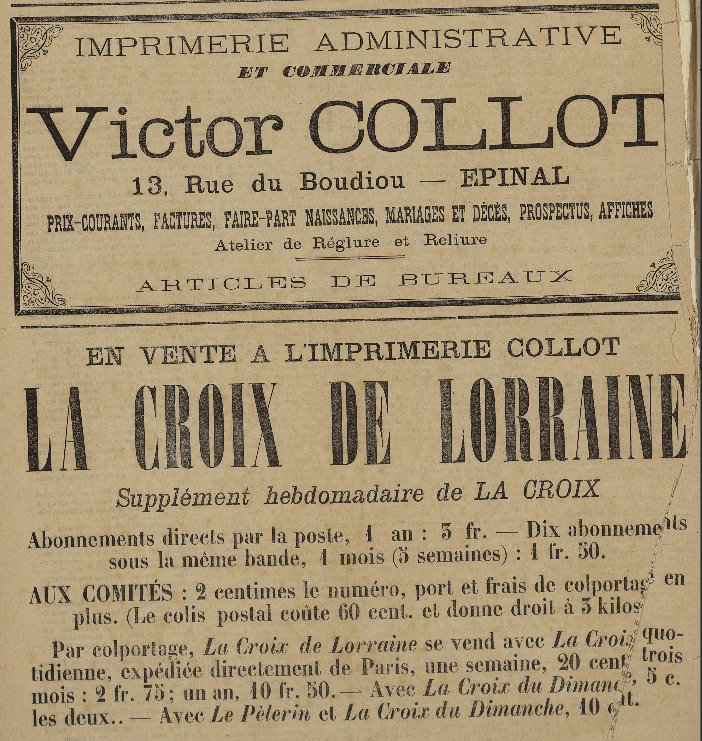 IMPRIMERIE ADMINISTRATIVE
ET COMMERCIALE
Victor COLLOT
13, Rue du Boudiou — EPINAL
PRIX-COURANTS, FACTURES, FAIRE-PART NAISSANCES, MARIAGES ET DÉCÈS, PROSPECTUS, AFFICHES
Atelier de Réglure et Reliure
ARTICLES DE BUREAUX
EN VENTE A L'IMPRIMERIE COLLOT
LA CROIX DE LORRAINE
Supplément hebdomadaire de LA CROIX
Abonnements directs par la poste, 1 an : 3 fr. — Dix abonnements
sous la même bande, 1 mois (5 semaines) : 1 fr. 50.
AUX COMITÉS : 2 centimes le numéro, port et frais de colportage en
plus. (Le colis postal coûte 60 cent. et donne droit à 3 kilos
Par colportage, La Croix de Lorraine se vend avec La Croix quo-
tidienne, expédiée directement de Paris, une semaine, 20 cent trois
mois : 2 fr. 75 ; un an, 10 fr. 50. — Avec La Croix du Dimanc, 5 c.
les deux.. — Avec Le Pèlerin et La Croix du Dimanche, 10